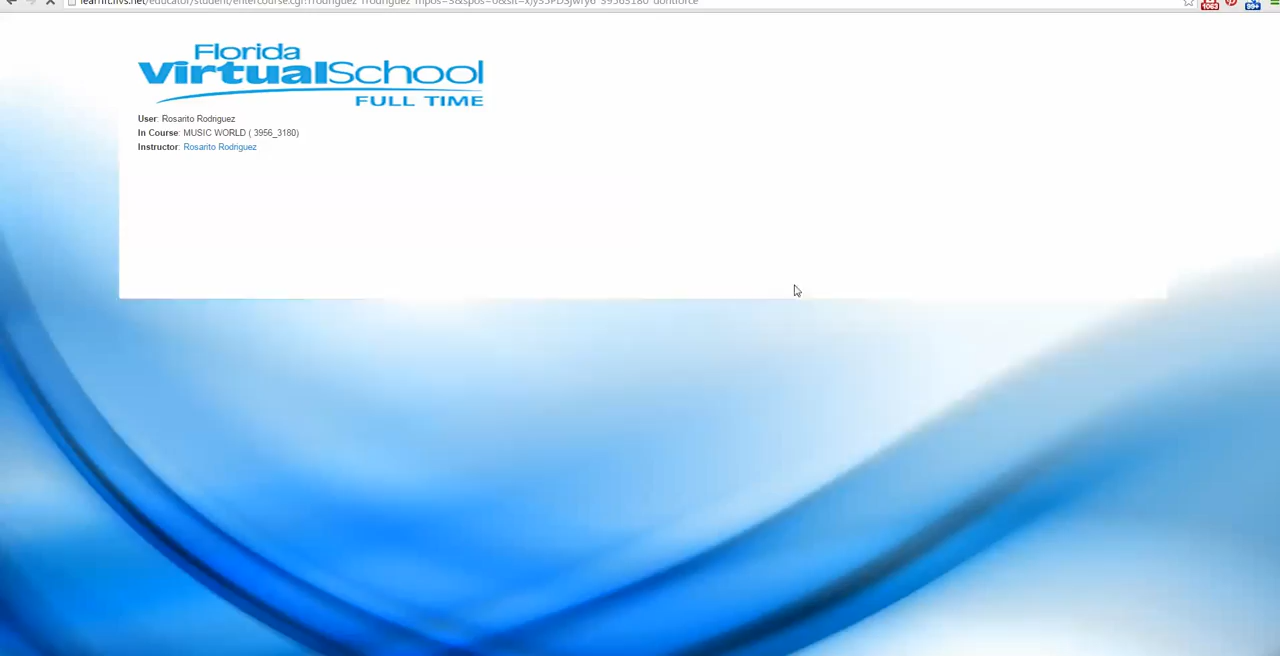 Florida
VirtualSchool
FULL TIME
User: Rosarito Rodriguez
In Course: MUSIC WORLD ( 3956_3180)
Instructor: Rosarito Rodriguez